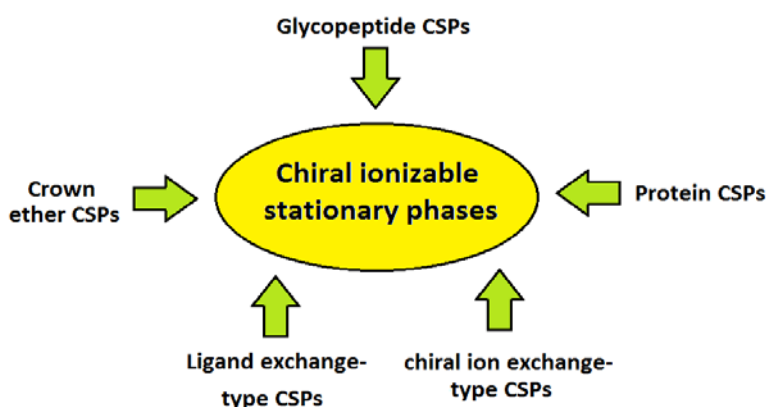 Glycopeptide CSPs
Chiral ionizable
stationary phases
Crown
ether CSPs
Protein CSPs
Ligand exchange-
type CSPs
chiral ion exchange-
type CSPs